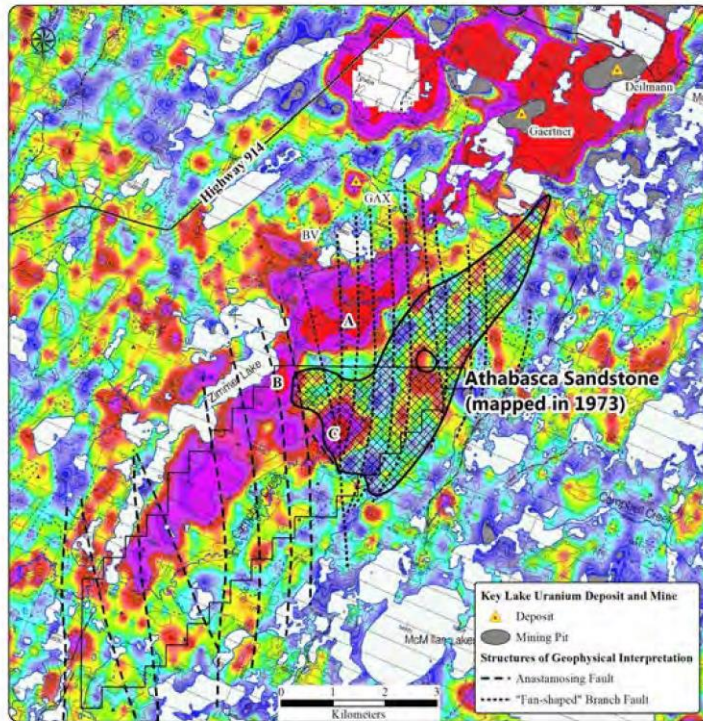 Deilmann
Gaertner
Highway 914
GAX
BV
A
Zimmer Lake
B
Athabasca Sandstone
(mapped in 1973)
C
Campbell Creek
McMillan Lake
Key Lake Uranium Deposit and Mine
Deposit
Mining Pit
Structures of Geophysical Interpretation
Anastamosing Fault
"Fan-shaped" Branch Fault
0 1 2 3
Kilometers